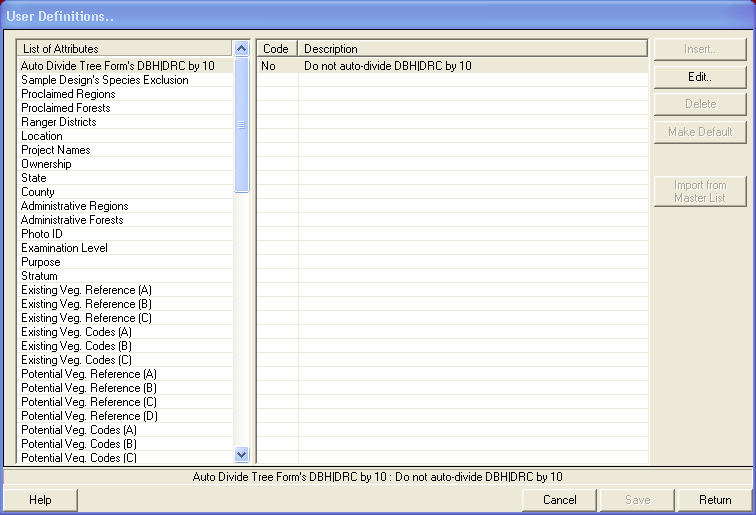 User Definitions..
List of Attributes
Auto Divide Tree Form's DBH|DRC by 10
Sample Design's Species Exclusion
Proclaimed Regions
Proclaimed Forests
Ranger Districts
Location
Project Names
Ownership
State
County
Administrative Regions
Administrative Forests
Photo ID
Examination Level
Purpose
Stratum
Existing Veg. Reference (A)
Existing Veg. Reference (B)
Existing Veg. Reference (C)
Existing Veg. Codes (A)
Existing Veg. Codes (B)
Existing Veg. Codes (C)
Potential Veg. Reference (A)
Potential Veg. Reference (B)
Potential Veg. Reference (C)
Potential Veg. Reference (D)
Potential Veg. Codes (A)
Potential Veg. Codes (B)
Potential Veg. Codes (C)
Code Description
No Do not auto-divide DBH|DRC by 10
Insert..
Edit..
Delete
Make Default
Import from
Master List
Auto Divide Tree Form's DBH|DRC by 10 : Do not auto-divide DBH|DRC by 10
Help Cancel Save Return